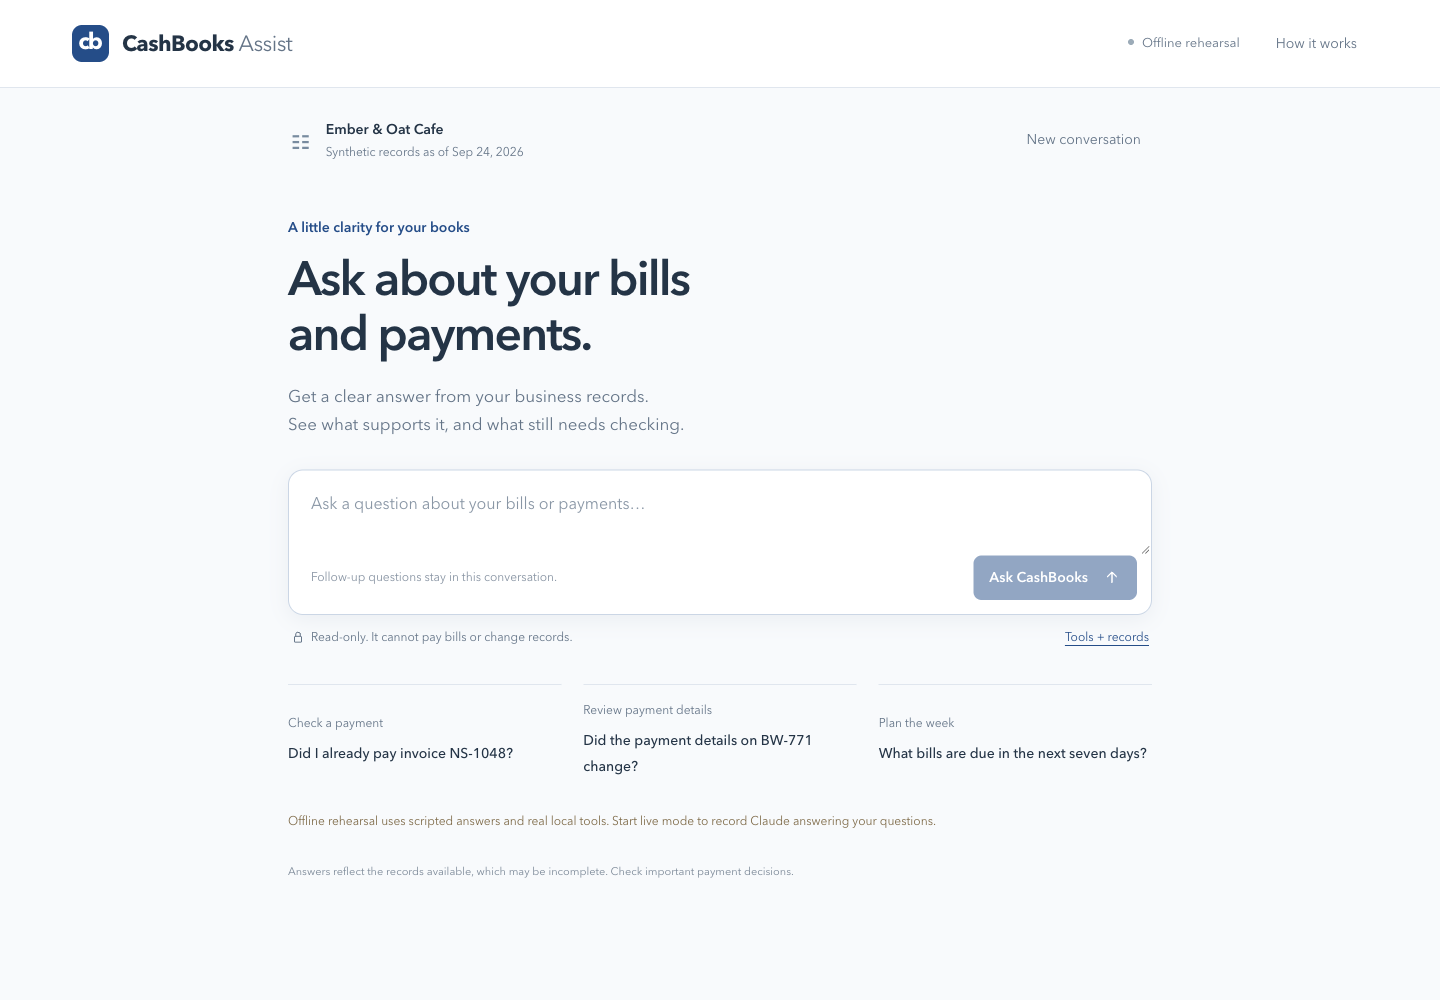 cb
CashBooks Assist
Offline rehearsal
How it works
Ember & Oat Cafe
Synthetic records as of Sep 24, 2026
New conversation
A little clarity for your books
Ask about your bills
and payments.
Get a clear answer from your business records.
See what supports it, and what still needs checking.
Ask a question about your bills or payments…
Follow-up questions stay in this conversation.
Ask CashBooks ↑
Read-only. It cannot pay bills or change records.
Tools + records
Check a payment
Did I already pay invoice NS-1048?
Review payment details
Did the payment details on BW-771
change?
Plan the week
What bills are due in the next seven days?
Offline rehearsal uses scripted answers and real local tools. Start live mode to record Claude answering your questions.
Answers reflect the records available, which may be incomplete. Check important payment decisions.